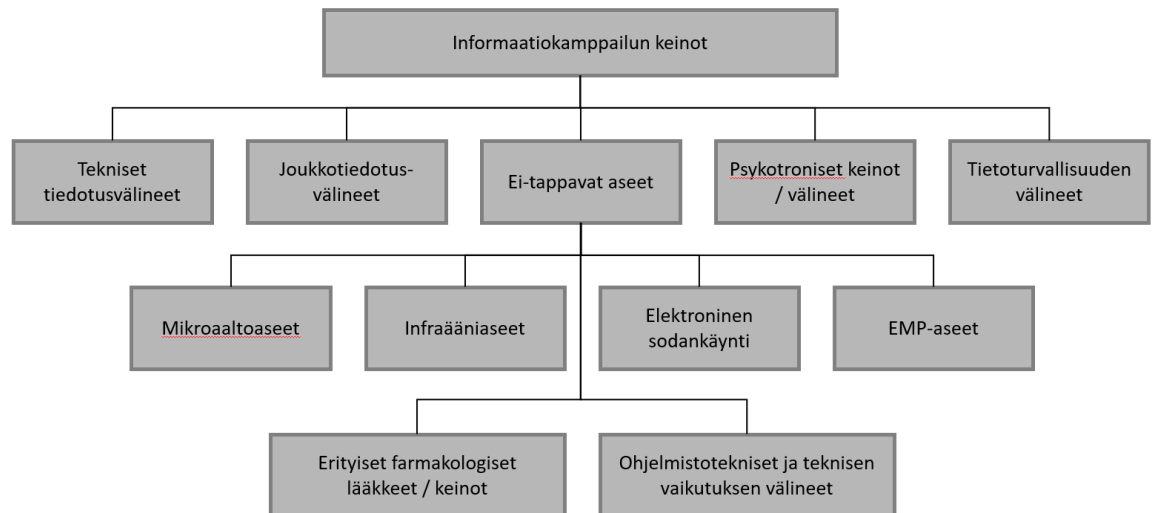 Informaatiokamppailun keinot
Tekniset
tiedotusvälineet
Joukkotiedotus-
välineet
Ei-tappavat aseet
Psykotroniset keinot
/ välineet
Tietoturvallisuuden
välineet
Mikroaaltoaseet
Infraääniaseet
Elektroninen
sodankäynti
EMP-aseet
Erityiset farmakologiset
lääkkeet / keinot
Ohjelmistotekniset ja teknisen
vaikutuksen välineet